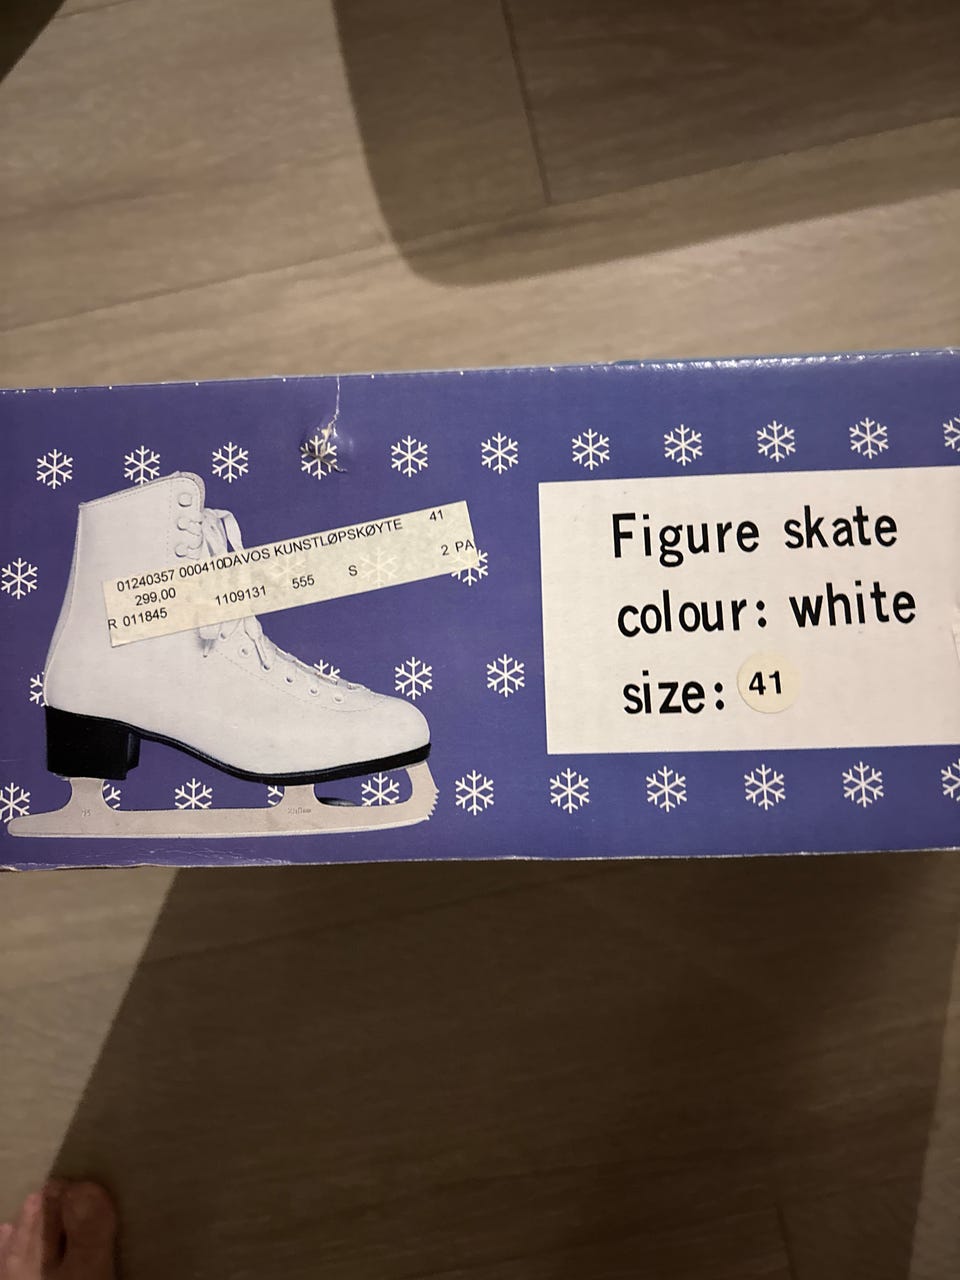 01240357 000410DAVOS KUNSTLØPSKØYTE 41
299,00 1109131 555 S 2 PA
R 011845
Figure skate
colour: white
size: 41